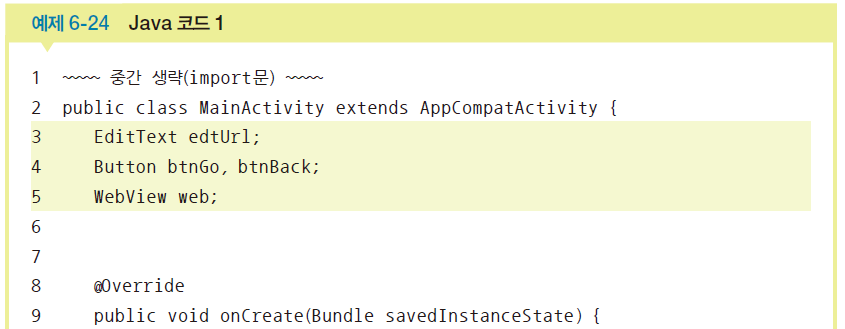 예제 6-24 Java 코드 1
1 ~~~~ 중간 생략(import문) ~~~~
2 public class MainActivity extends AppCompatActivity {
3 EditText edtUrl;
4 Button btnGo, btnBack;
5 WebView web;
6
7
8 @Override
9 public void onCreate(Bundle savedInstanceState) {